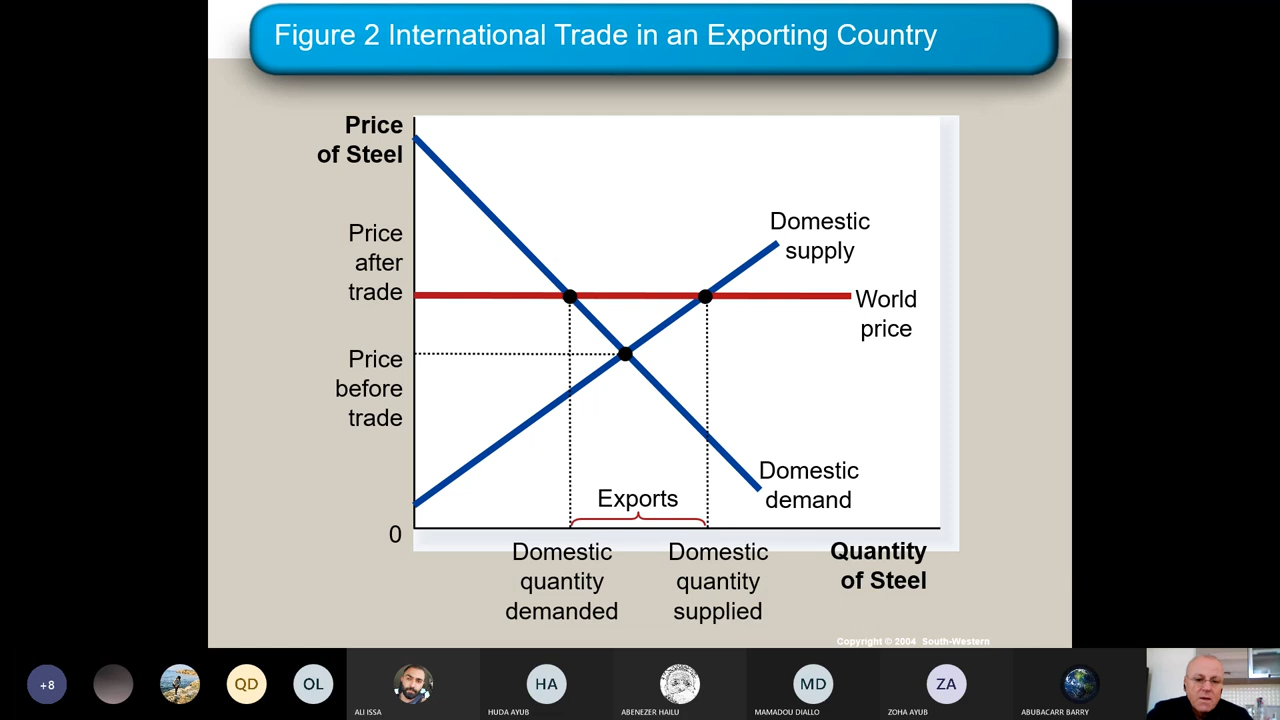 Figure 2 International Trade in an Exporting Country
Price
of Steel
Domestic
supply
Price
after
trade
World
price
Price
before
trade
Domestic
demand
Exports
0
Domestic
quantity
demanded
Domestic
quantity
supplied
Quantity
of Steel
Copyright © 2004 South-Western
+8
QD
OL
ALI ISSA
HA
HUDA AYUB
ABENEZER HAILU
MD
MAMADOU DIALLO
ZA
ZOHA AYUB
ABUBACARR BARRY